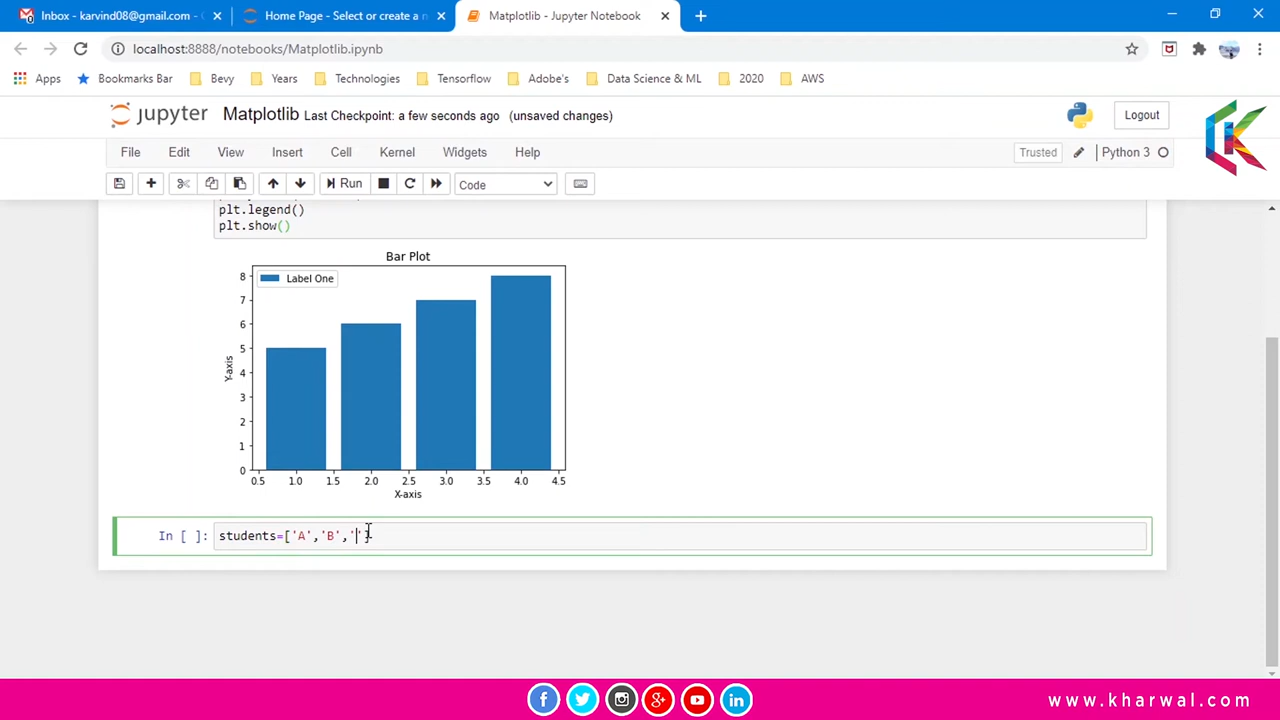 Inbox - karvind08@gmail.com -
Home Page - Select or create a n
Matplotlib - Jupyter Notebook
localhost:8888/notebooks/Matplotlib.ipynb
Apps
Bookmarks Bar
Bevy
Years
Technologies
Tensorflow
Adobe's
Data Science & ML
2020
AWS
jupyter
Matplotlib Last Checkpoint: a few seconds ago (unsaved changes)
Logout
File
Edit
View
Insert
Cell
Kernel
Widgets
Help
Trusted
Python 3
Run
Code
plt.legend()
plt.show()
Bar Plot
Label One
8
7
6
5
4
3
2
1
0
Y-axis
0.5 1.0 1.5 2.0 2.5 3.0 3.5 4.0 4.5
X-axis
In [ ]: students=['A','B','']
www.kharwal.com